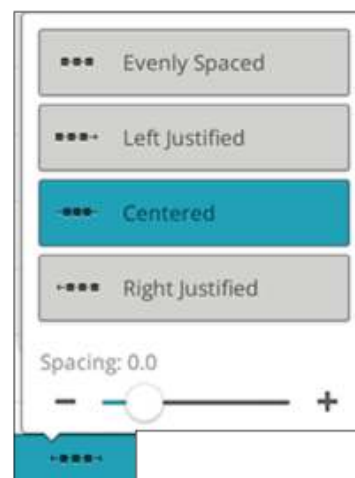 Evenly Spaced
Left Justified
Centered
Right Justified
Spacing: 0.0